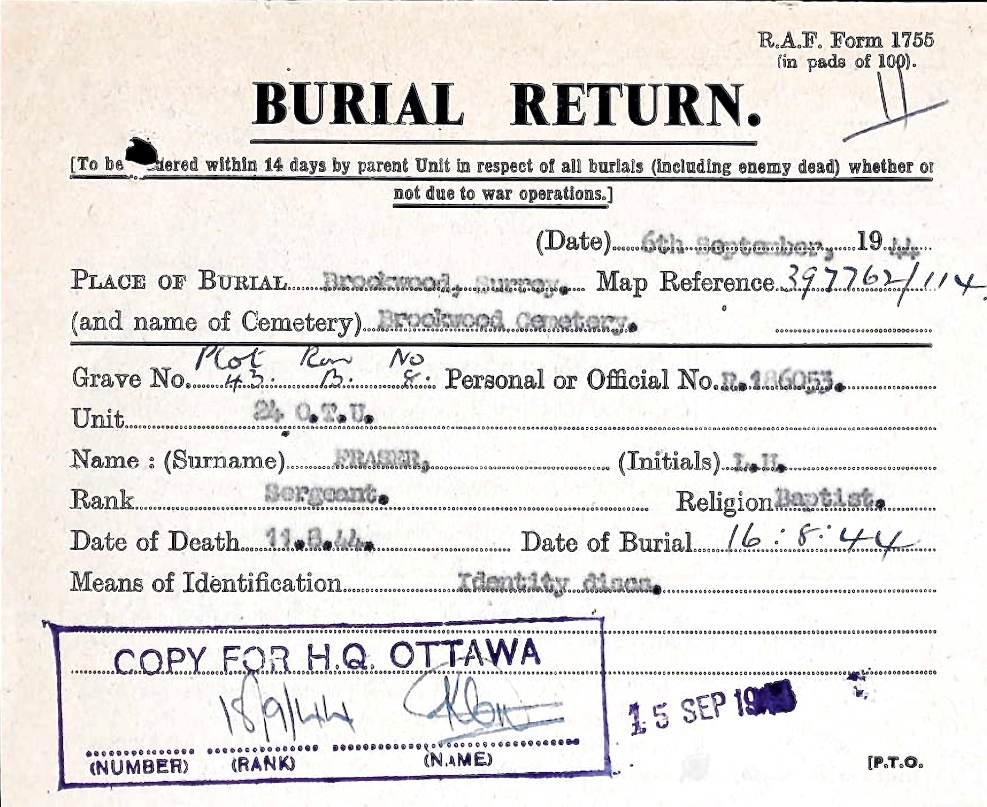 R.A.F. Form 1755
(in pads of 100).
11
BURIAL RETURN.
[To be dered within 14 days by parent Unit in respect of all burials (including enemy dead) whether or
not due to war operations.]
(Date) 6th September, 19 44
PLACE OF BURIAL Brookwood, Surrey. Map Reference 397762/114
(and name of Cemetery) Brookwood Cemetery.
Plot Row No
Grave No. 43. B. 8. Personal or Official No. R.186053.
Unit 24 O.T.U.
Name : (Surname) FRASER, (Initials) L.H.
Rank Sergeant. Religion Baptist.
Date of Death 11.8.44. Date of Burial 16:8:44
Means of Identification Identity discs.
COPY FOR H.Q. OTTAWA
18/9/44
15 SEP 19
(NUMBER) (RANK) (NAME)
[P.T.O.